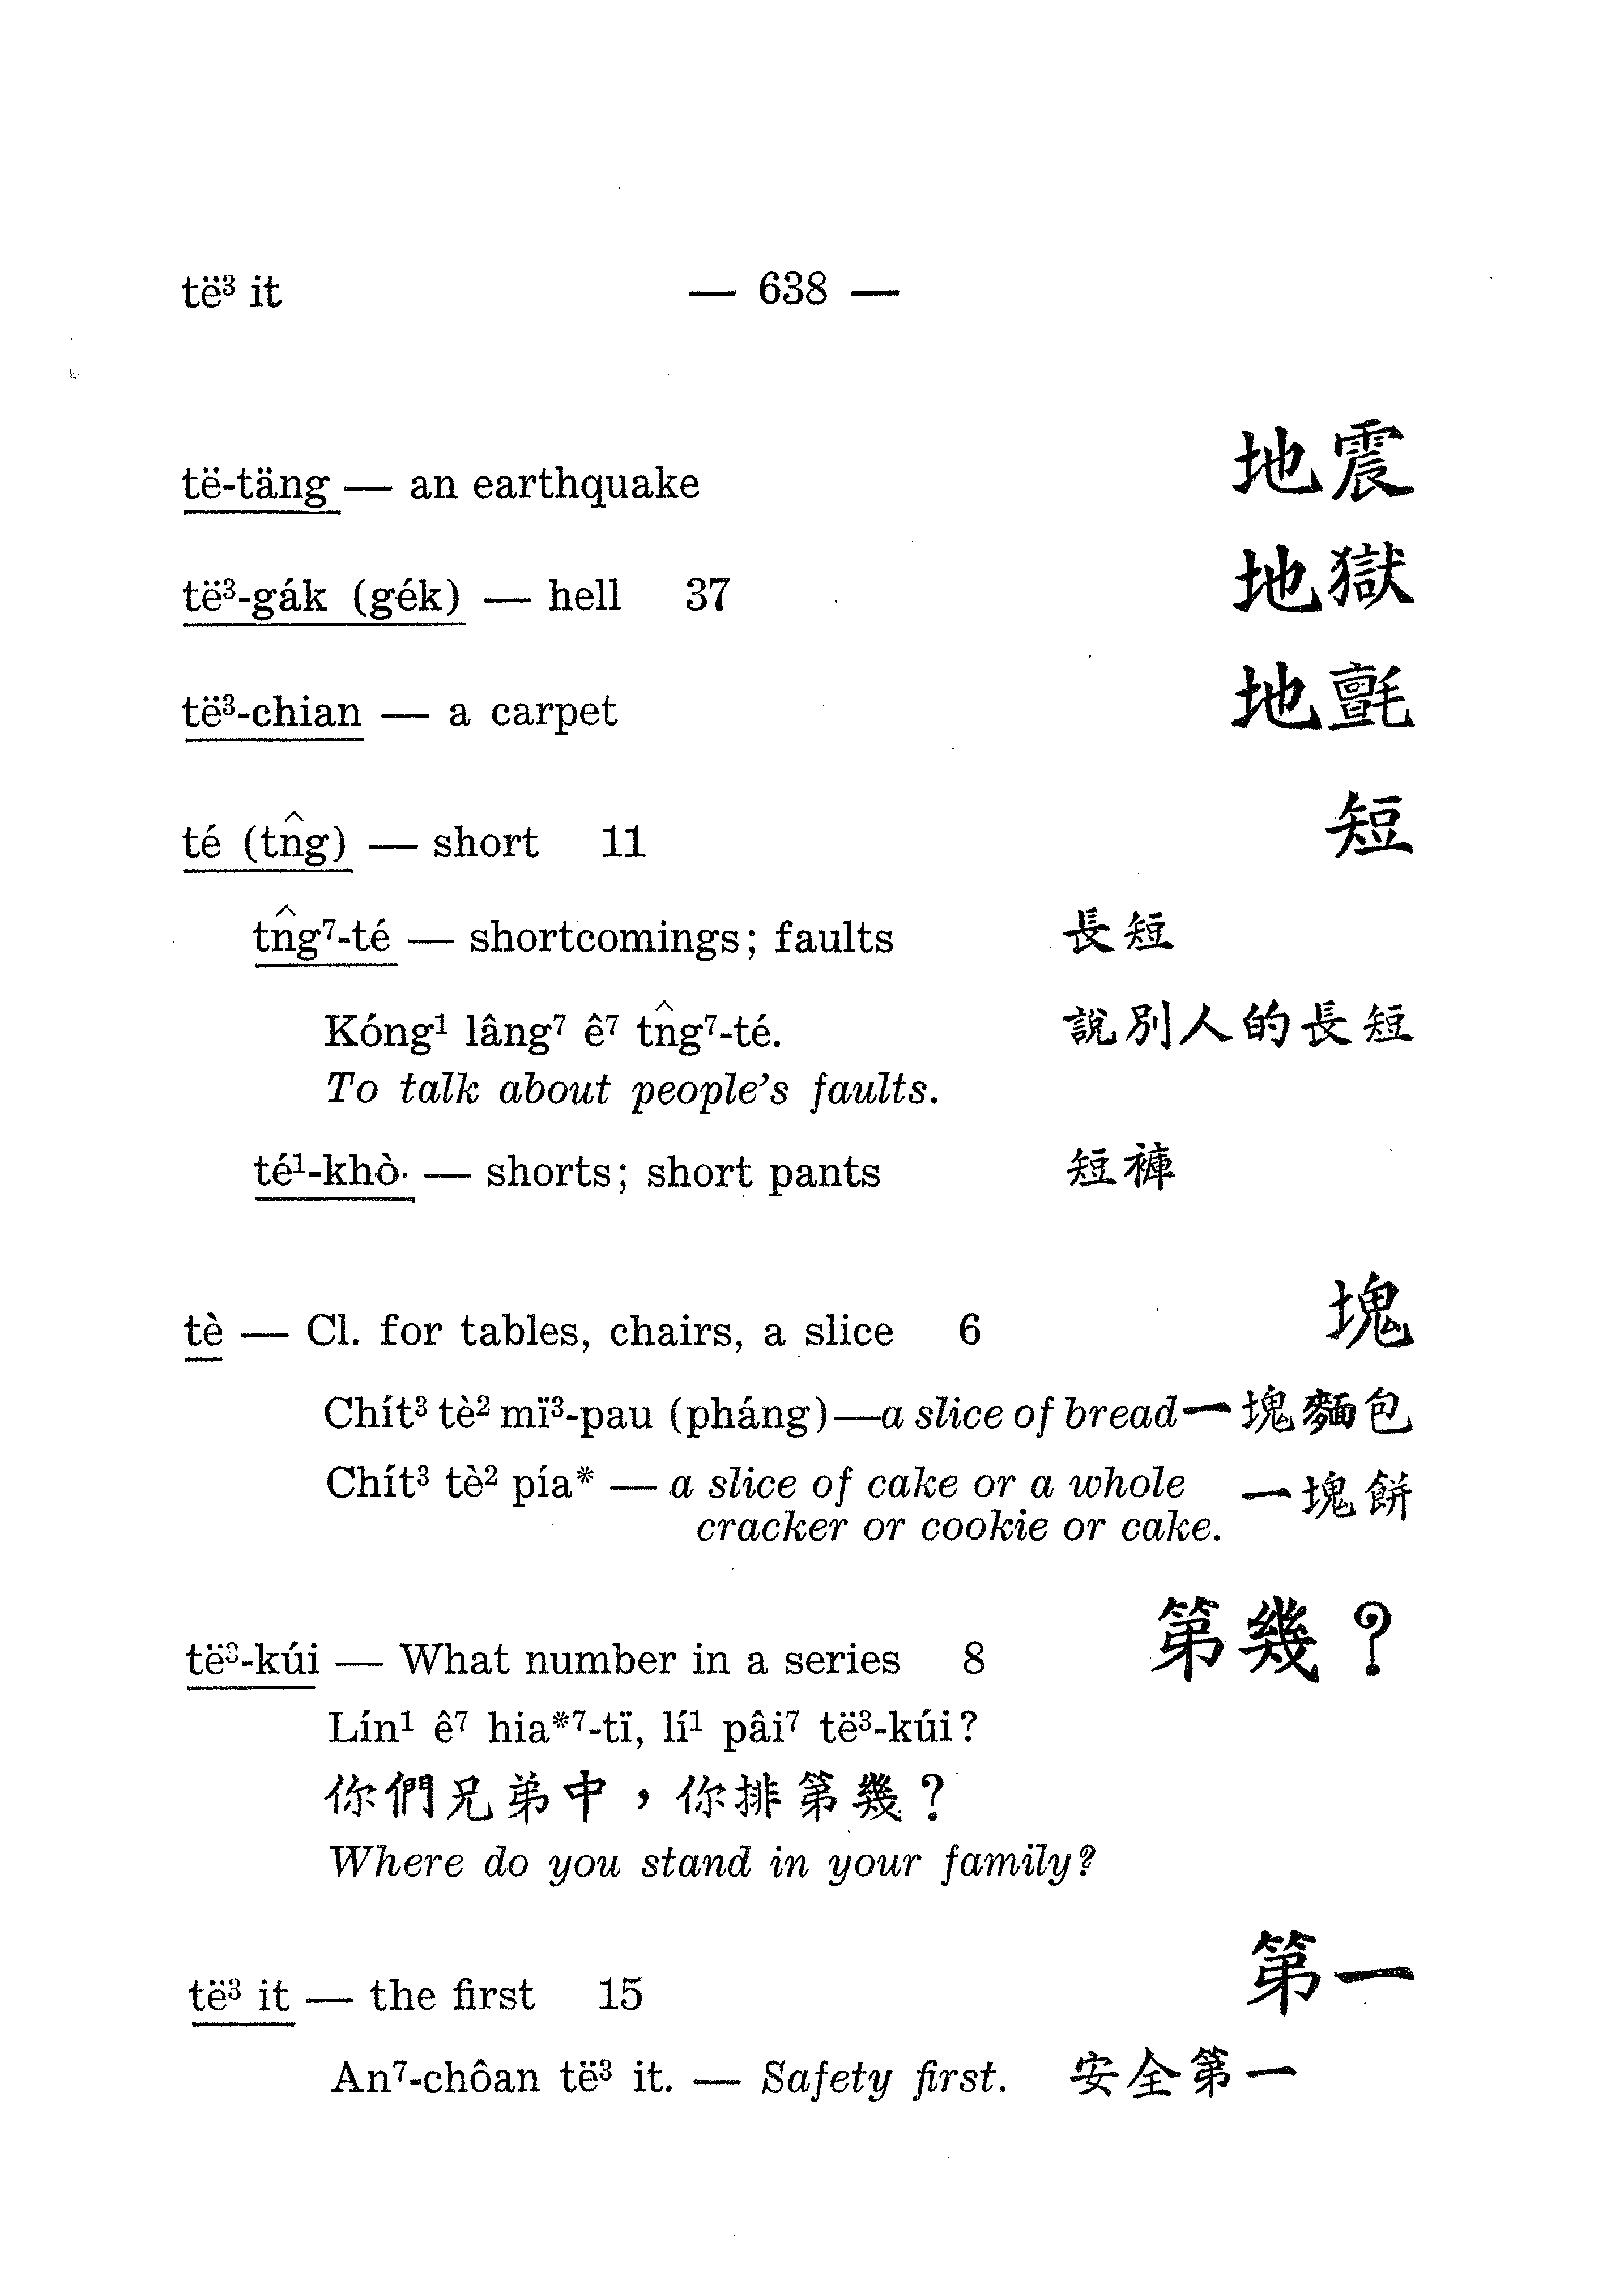 të³ it — 638 —
të-täng — an earthquake 地震
të³-gák (gék) — hell 37 地獄
të³-chian — a carpet 地氈
té (tn̂g) — short 11 短
tn̂g⁷-té — shortcomings; faults 長短
Kóng¹ lâng⁷ ê⁷ tn̂g⁷-té. 說別人的長短
To talk about people's faults.
té¹-khò· — shorts; short pants 短褲
tè — Cl. for tables, chairs, a slice 6 塊
Chít³ tè² mï³-pau (pháng)—a slice of bread 一塊麵包
Chít³ tè² pía* — a slice of cake or a whole 一塊餅
cracker or cookie or cake.
të³-kúi — What number in a series 8 第幾？
Lín¹ ê⁷ hia*⁷-tï, lí¹ pâi⁷ të³-kúi?
你們兄弟中，你排第幾？
Where do you stand in your family?
të³ it — the first 15 第一
An⁷-chôan të³ it. — Safety first. 安全第一